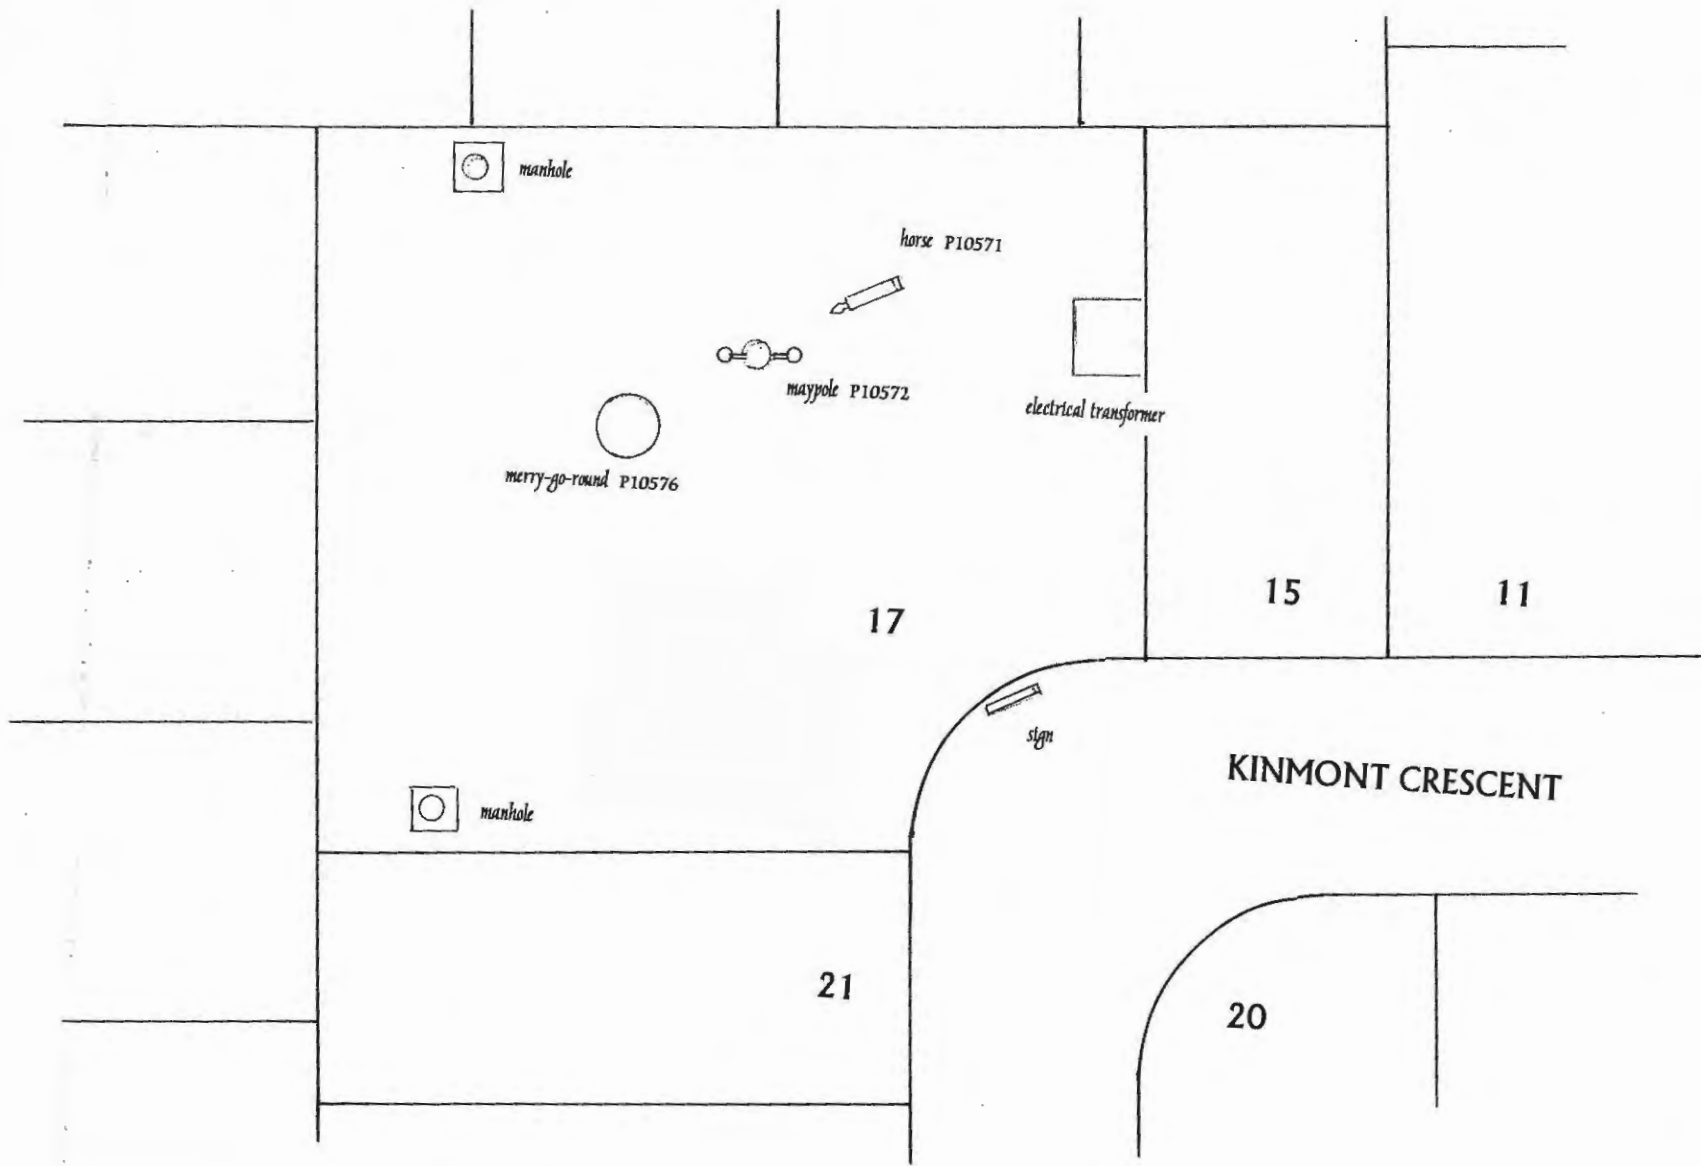 manhole
horse P10571
maypole P10572
electrical transformer
merry-go-round P10576
15
11
17
sign
KINMONT CRESCENT
manhole
21
20